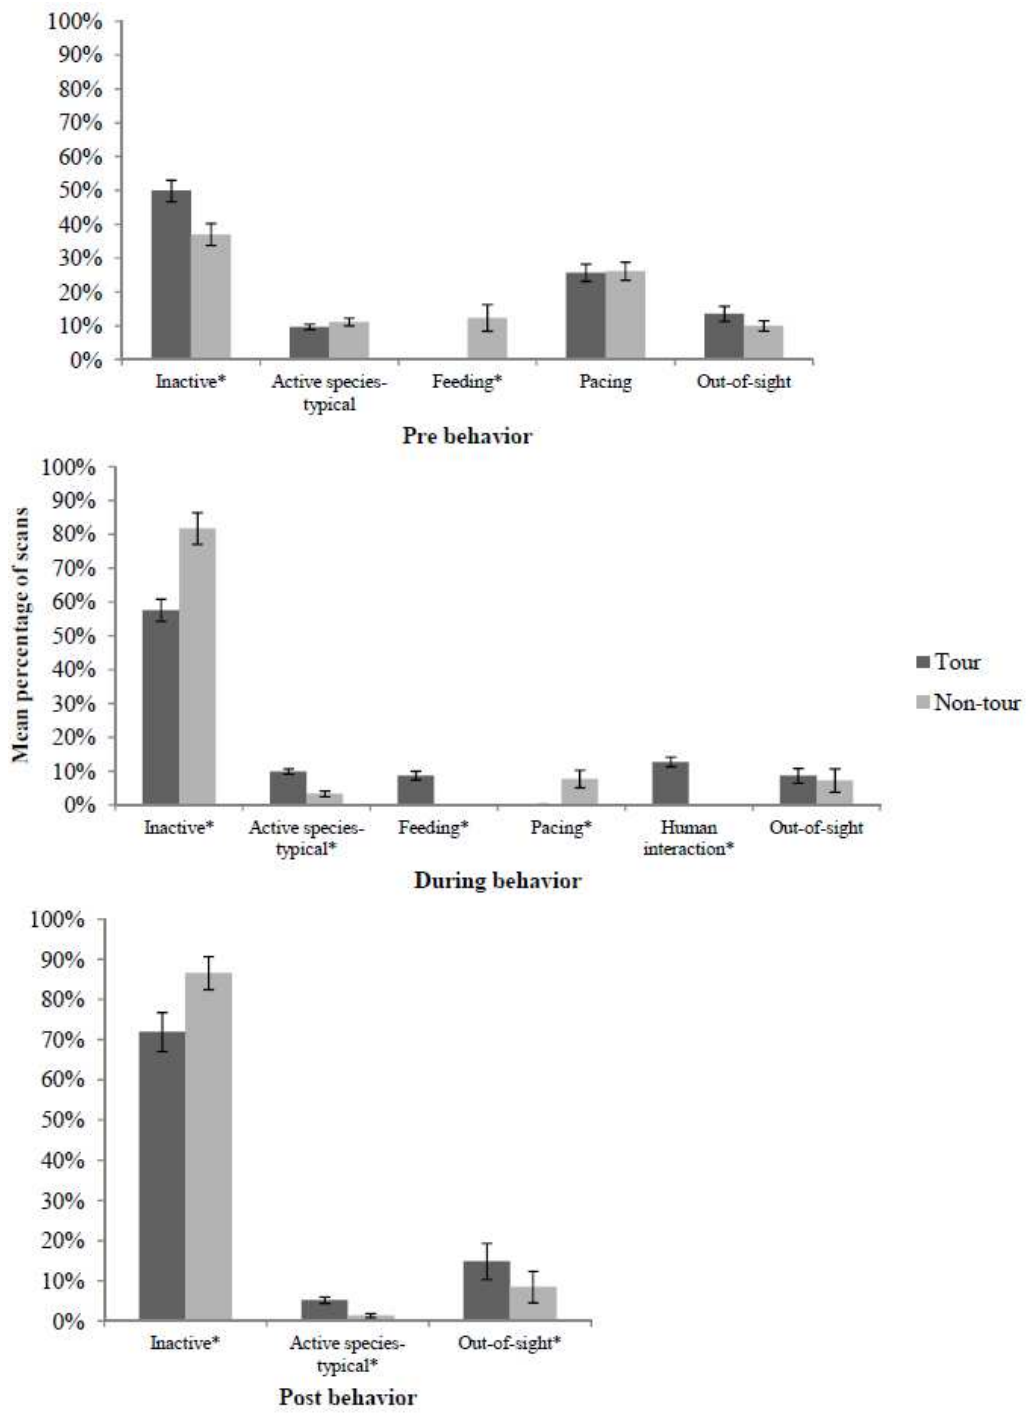 100%
90%
80%
70%
60%
50%
40%
30%
20%
10%
0%
Inactive*
Active species-
typical
Feeding*
Pacing
Out-of-sight
Pre behavior
Mean percentage of scans
100%
90%
80%
70%
60%
50%
40%
30%
20%
10%
0%
Inactive*
Active species-
typical*
Feeding*
Pacing*
Human
interaction*
Out-of-sight
During behavior
Tour
Non-tour
100%
90%
80%
70%
60%
50%
40%
30%
20%
10%
0%
Inactive*
Active species-
typical*
Out-of-sight*
Post behavior